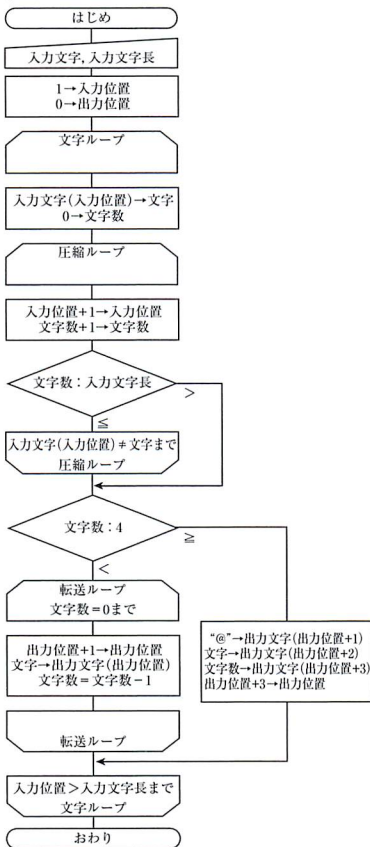 はじめ
入力文字,入力文字長
1→入力位置
0→出力位置
文字ループ
入力文字(入力位置)→文字
0→文字数
圧縮ループ
入力位置+1→入力位置
文字数+1→文字数
文字数:入力文字長
>
≦
入力文字(入力位置)≠文字まで
圧縮ループ
文字数:4
≧
<
転送ループ
文字数=0まで
出力位置+1→出力位置
文字→出力文字(出力位置)
文字数=文字数-1
"@"→出力文字(出力位置+1)
文字→出力文字(出力位置+2)
文字数→出力文字(出力位置+3)
出力位置+3→出力位置
転送ループ
入力位置>入力文字長まで
文字ループ
おわり